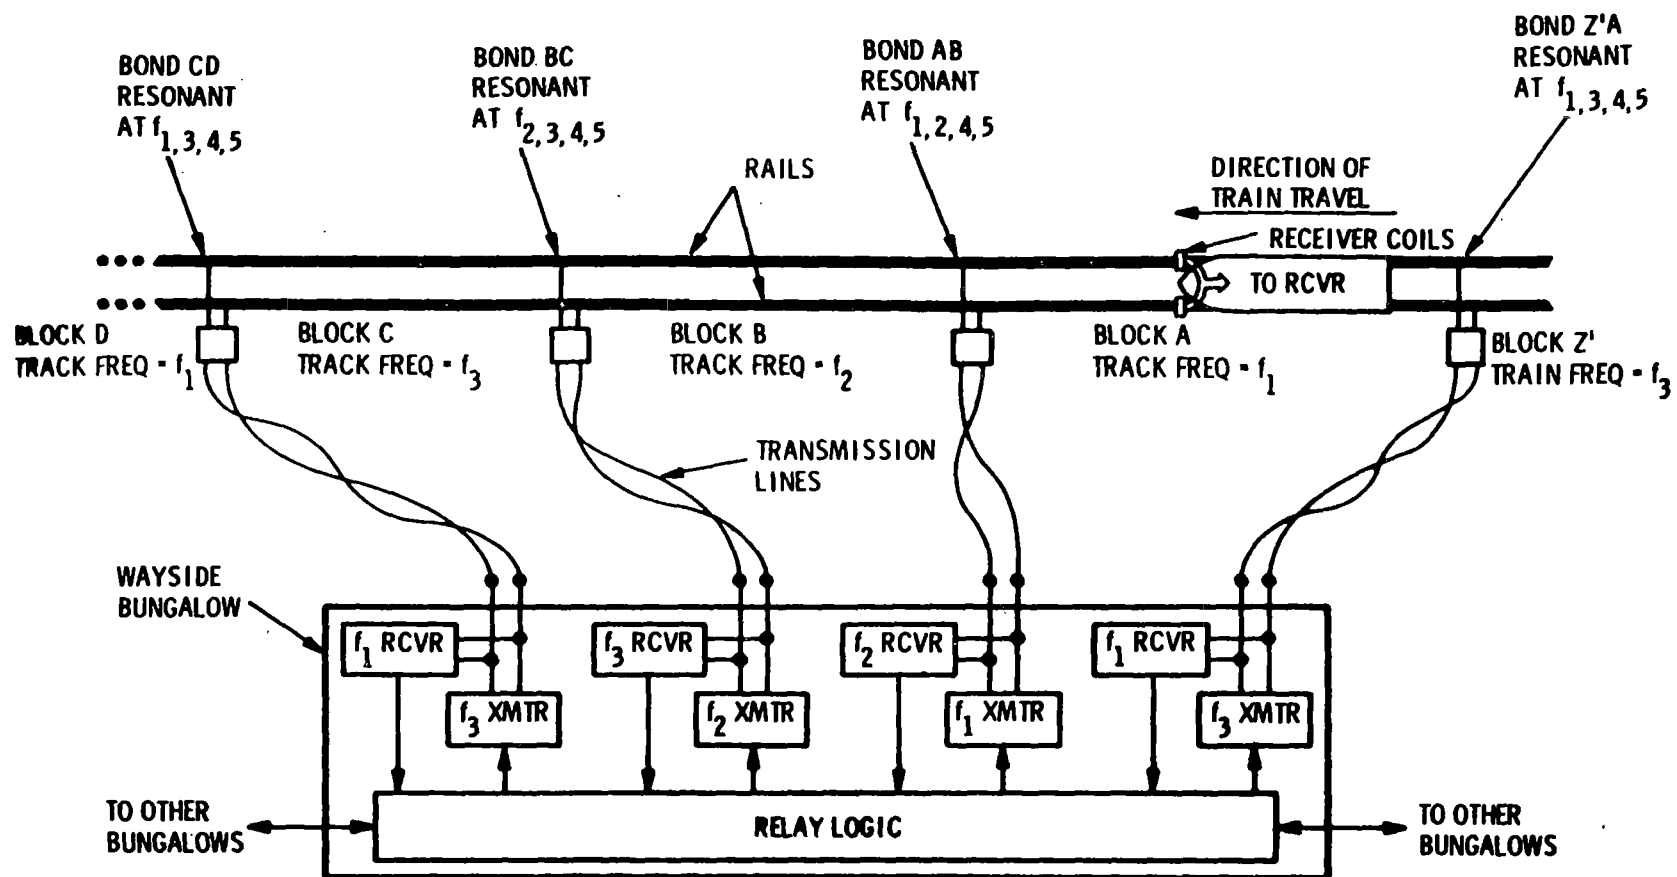 BOND CD
RESONANT
AT f1, 3, 4, 5
BOND BC
RESONANT
AT f2, 3, 4, 5
BOND AB
RESONANT
AT f1, 2, 4, 5
BOND Z'A
RESONANT
AT f1, 3, 4, 5
RAILS
DIRECTION OF
TRAIN TRAVEL
RECEIVER COILS
TO RCVR
BLOCK D
TRACK FREQ = f1
BLOCK C
TRACK FREQ = f3
BLOCK B
TRACK FREQ = f2
BLOCK A
TRACK FREQ = f1
BLOCK Z'
TRAIN FREQ = f3
TRANSMISSION
LINES
WAYSIDE
BUNGALOW
f1 RCVR
f3 RCVR
f2 RCVR
f1 RCVR
f3 XMTR
f2 XMTR
f1 XMTR
f3 XMTR
TO OTHER
BUNGALOWS
RELAY LOGIC
TO OTHER
BUNGALOWS